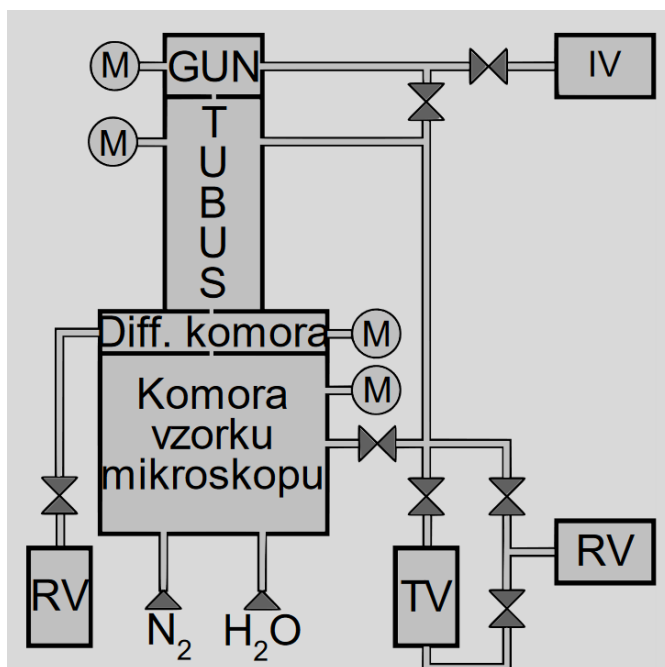 M
GUN
IV
M
T
U
B
U
S
Diff. komora
M
Komora
vzorku
mikroskopu
M
RV
TV
RV
N2
H2O